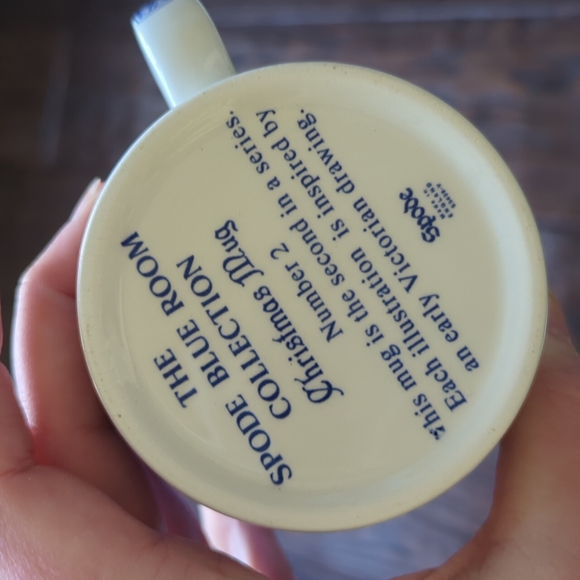 THE
SPODE BLUE ROOM
COLLECTION
Christmas Mug
Number 2
This mug is the second in a series.
Each illustration is inspired by
an early Victorian drawing.
Spode